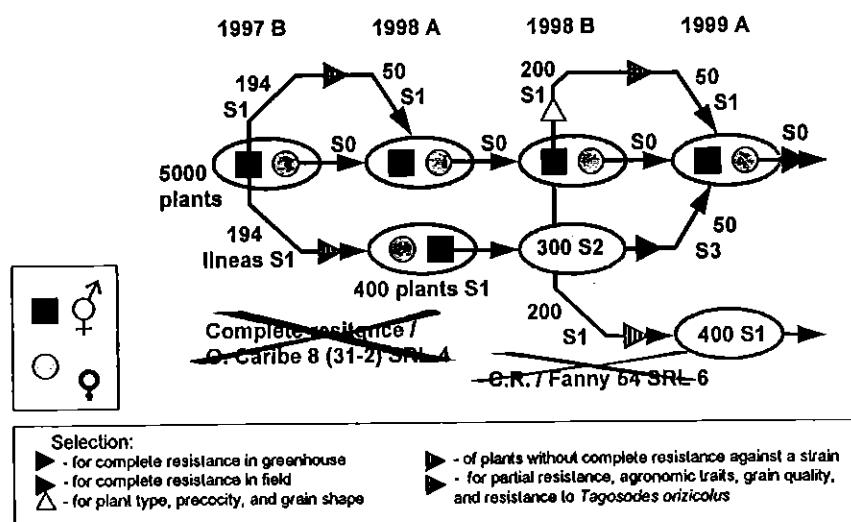 1997 B 1998 A 1998 B 1999 A
194 50 200 50
S1 S1 S1 S1
S0 S0 S0 S0
5000
plants
194
lIneas S1
50
S3
300 S2
400 plants S1
200
S1
400 S1
Complete resitence /
O. Caribe 8 (31-2) SRL-4
C.R. / Fanny 64 SRL-6
Selection:
- for complete resistance in greenhouse
- for complete resistance in field
- for plant type, precocity, and grain shape
- of plants without complete resistance against a strain
- for partial resistance, agronomic traits, grain quality,
and resistance to Tagosodes orizicolus